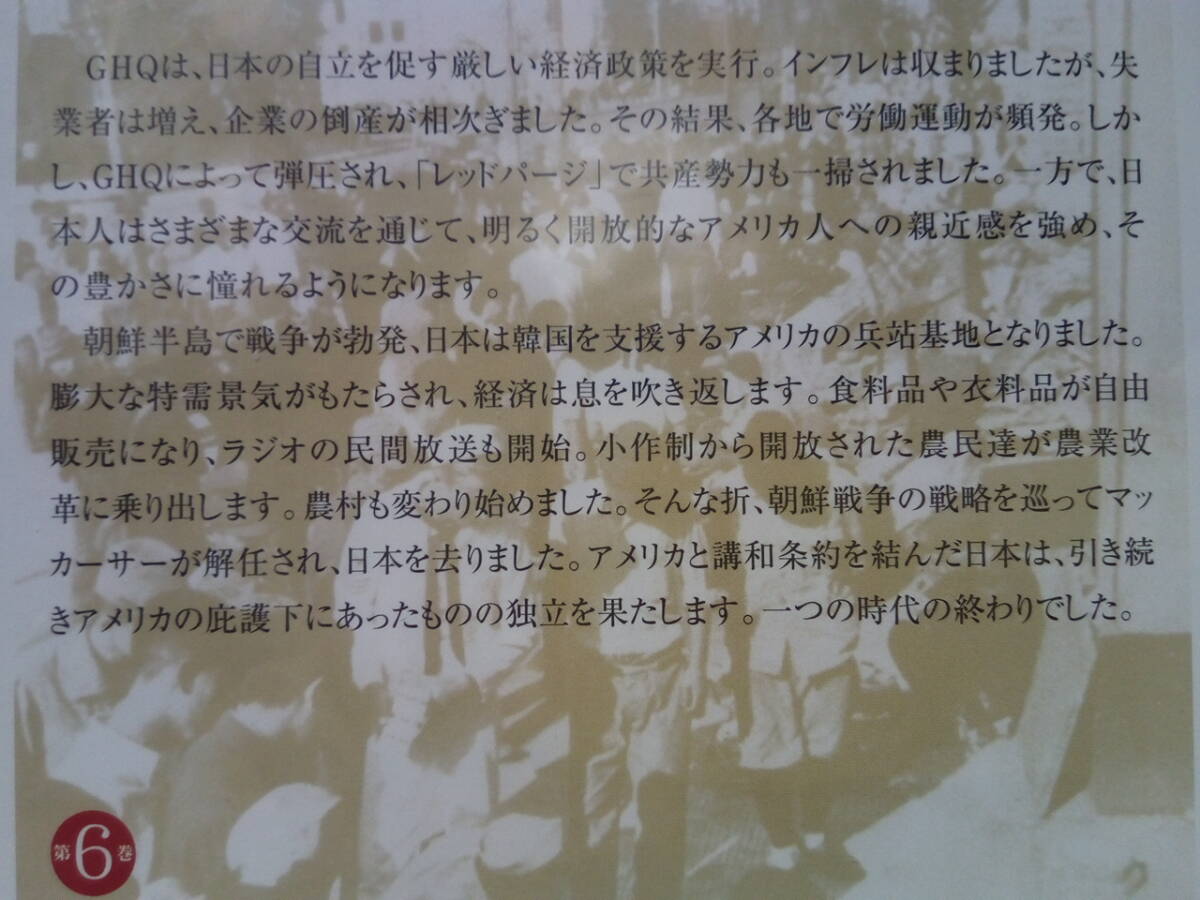 GHQは、日本の自立を促す厳しい経済政策を実行。インフレは収まりましたが、失
業者は増え、企業の倒産が相次ぎました。その結果、各地で労働運動が頻発。しか
し、GHQによって弾圧され、「レッドパージ」で共産勢力も一掃されました。一方で、日
本人はさまざまな交流を通じて、明るく開放的なアメリカ人への親近感を強め、そ
の豊かさに憧れるようになります。
朝鮮半島で戦争が勃発、日本は韓国を支援するアメリカの兵站基地となりました。
膨大な特需景気がもたらされ、経済は息を吹き返します。食料品や衣料品が自由
販売になり、ラジオの民間放送も開始。小作制から開放された農民達が農業改
革に乗り出します。農村も変わり始めました。そんな折、朝鮮戦争の戦略を巡ってマッ
カーサーが解任され、日本を去りました。アメリカと講和条約を結んだ日本は、引き続
きアメリカの庇護下にあったものの独立を果たします。一つの時代の終わりでした。
第6巻